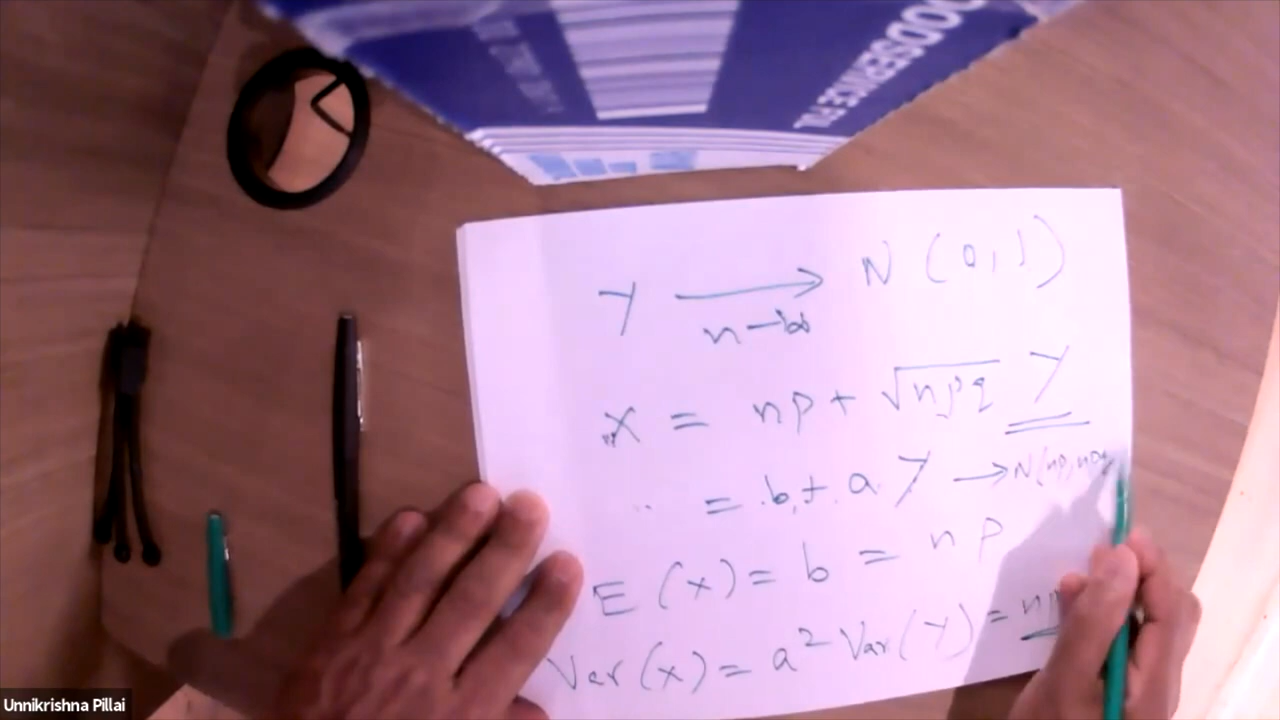 Y ⟶ N (0, 1)
n → ∞
X = np + √npq Y
= b + a Y → N(np, npq
E (x) = b = np
Var (x) = a² Var (Y) = np
Unnikrishna Pillai